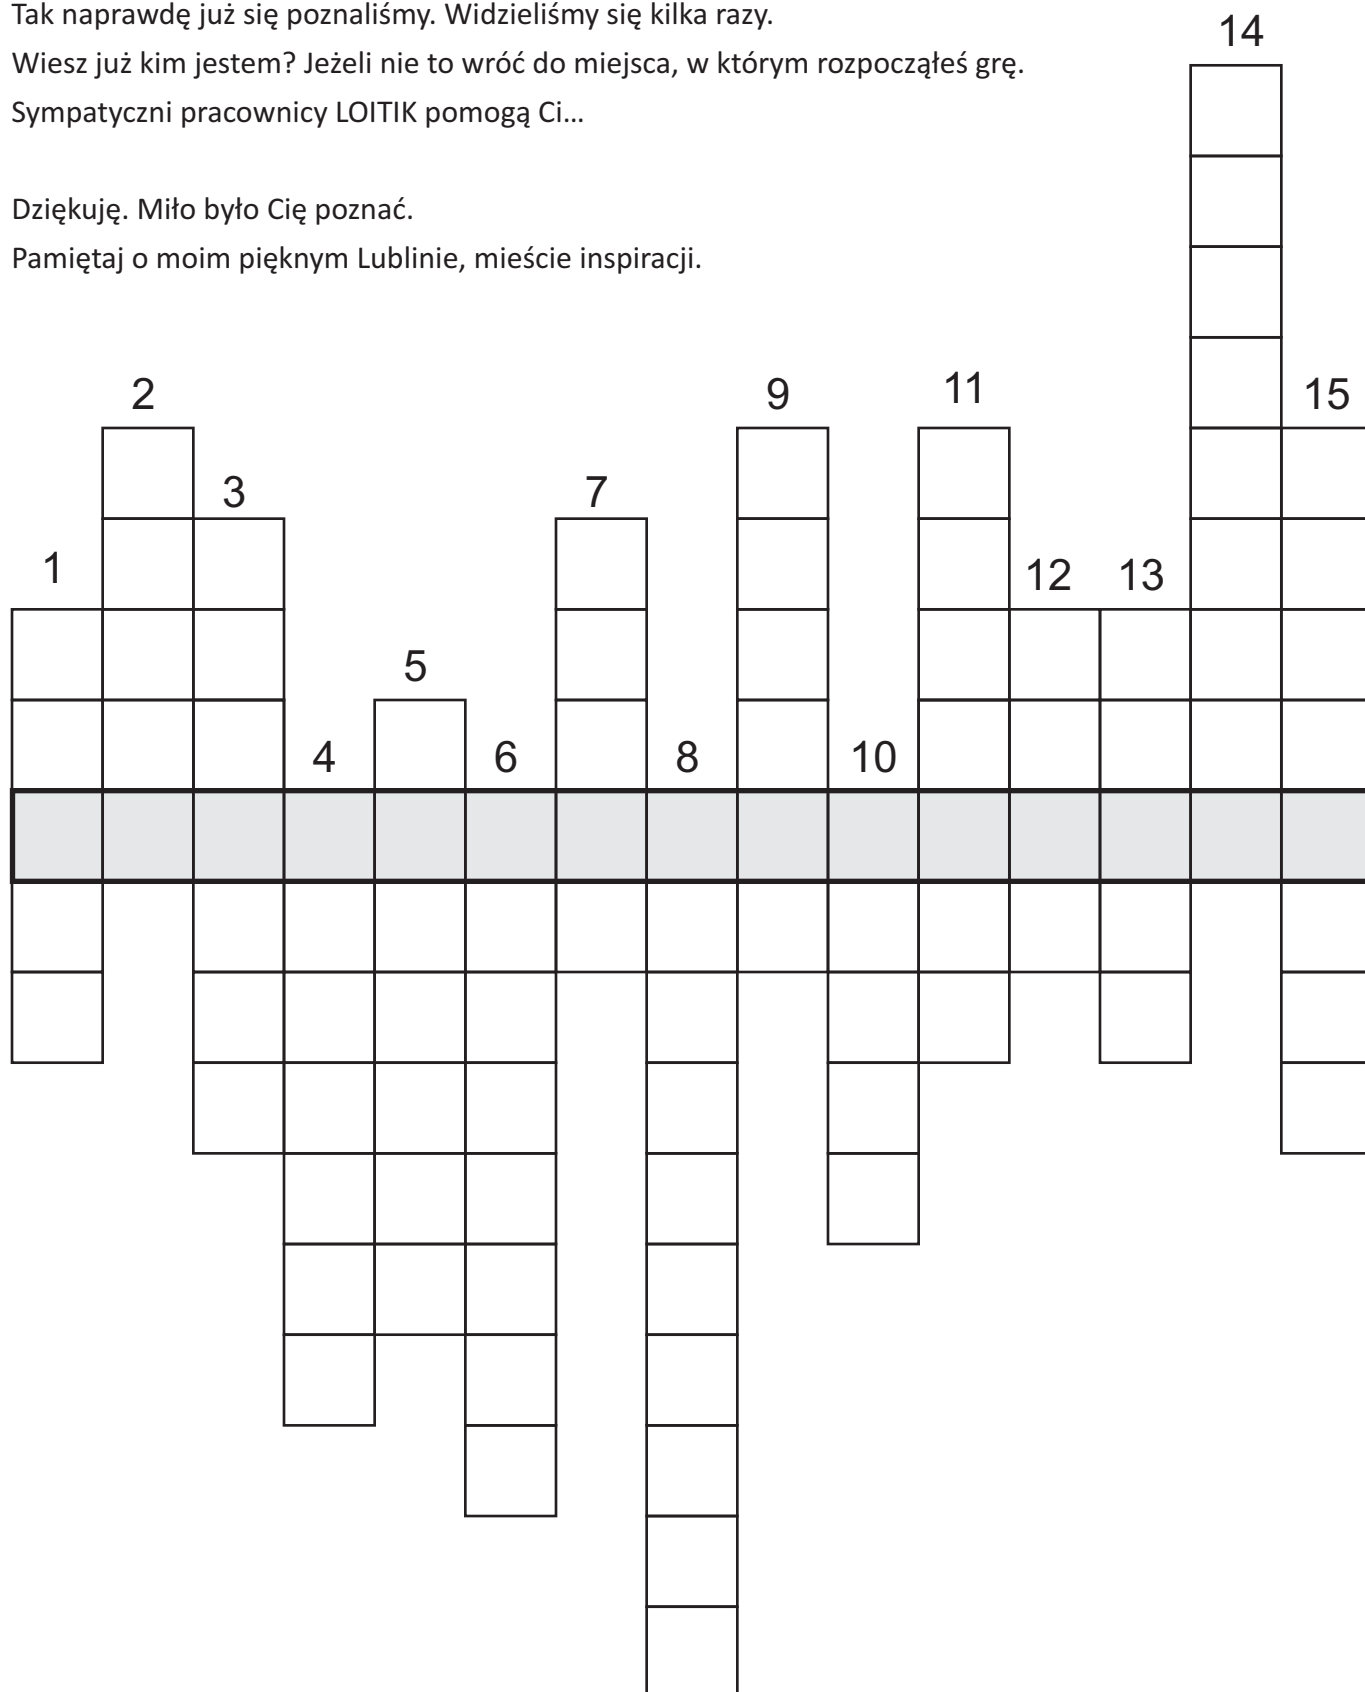 Tak naprawdę już się poznaliśmy. Widzieliśmy się kilka razy.
Wiesz już kim jestem? Jeżeli nie to wróć do miejsca, w którym rozpocząłeś grę.
Sympatyczni pracownicy LOITIK pomogą Ci...
Dziękuję. Miło było Cię poznać.
Pamiętaj o moim pięknym Lublinie, mieście inspiracji.
14
2 9 11 15
3 7
1 12 13
5
4 6 8 10